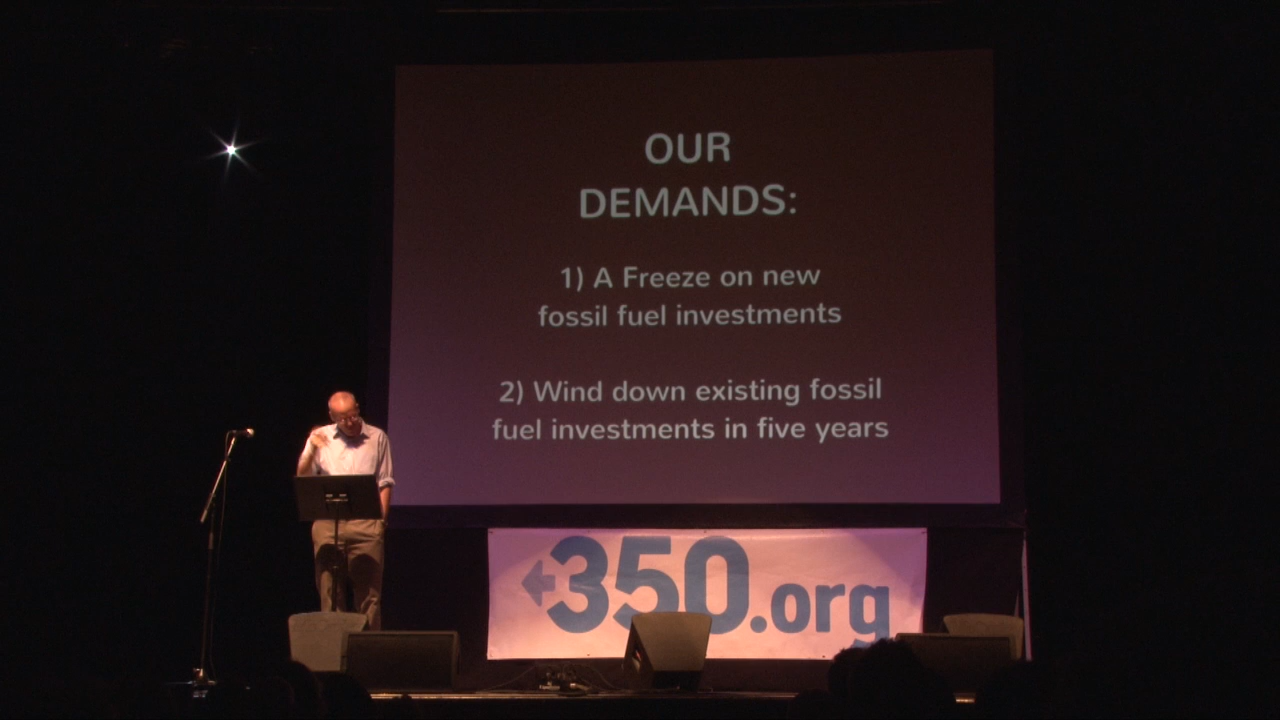 OUR
DEMANDS:
1) A Freeze on new
fossil fuel investments
2) Wind down existing fossil
fuel investments in five years
350.org